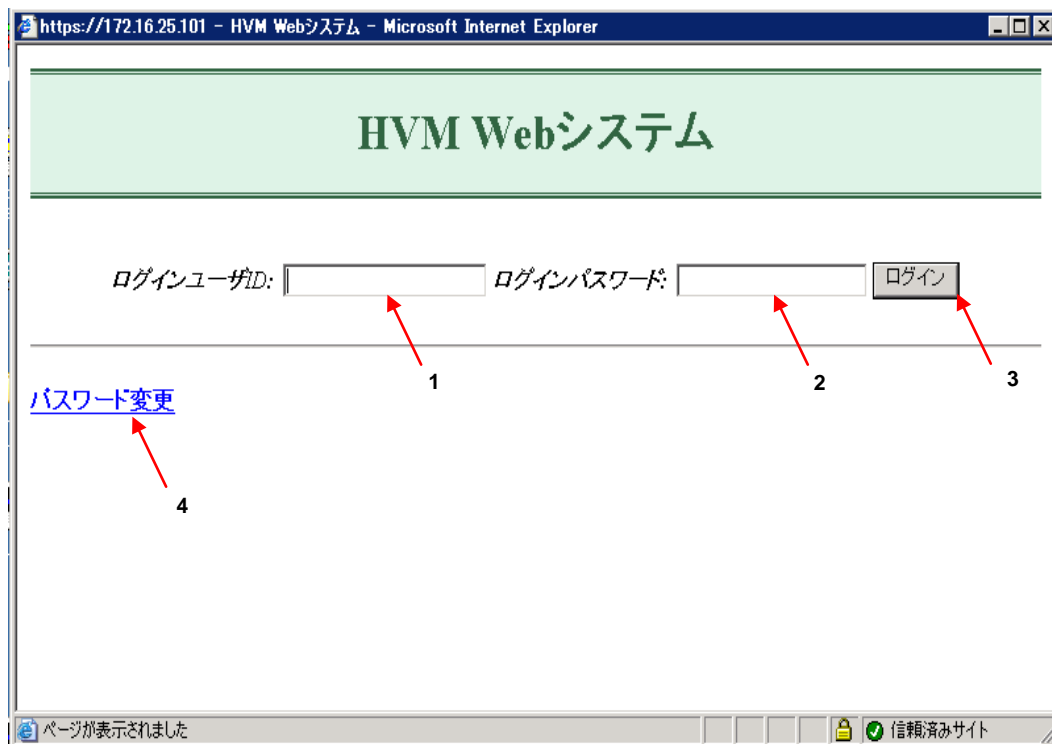 https://172.16.25.101 - HVM Webシステム - Microsoft Internet Explorer
HVM Webシステム
ログインユーザID: ログインパスワード: ログイン
1 2 3
パスワード変更
4
ページが表示されました 信頼済みサイト